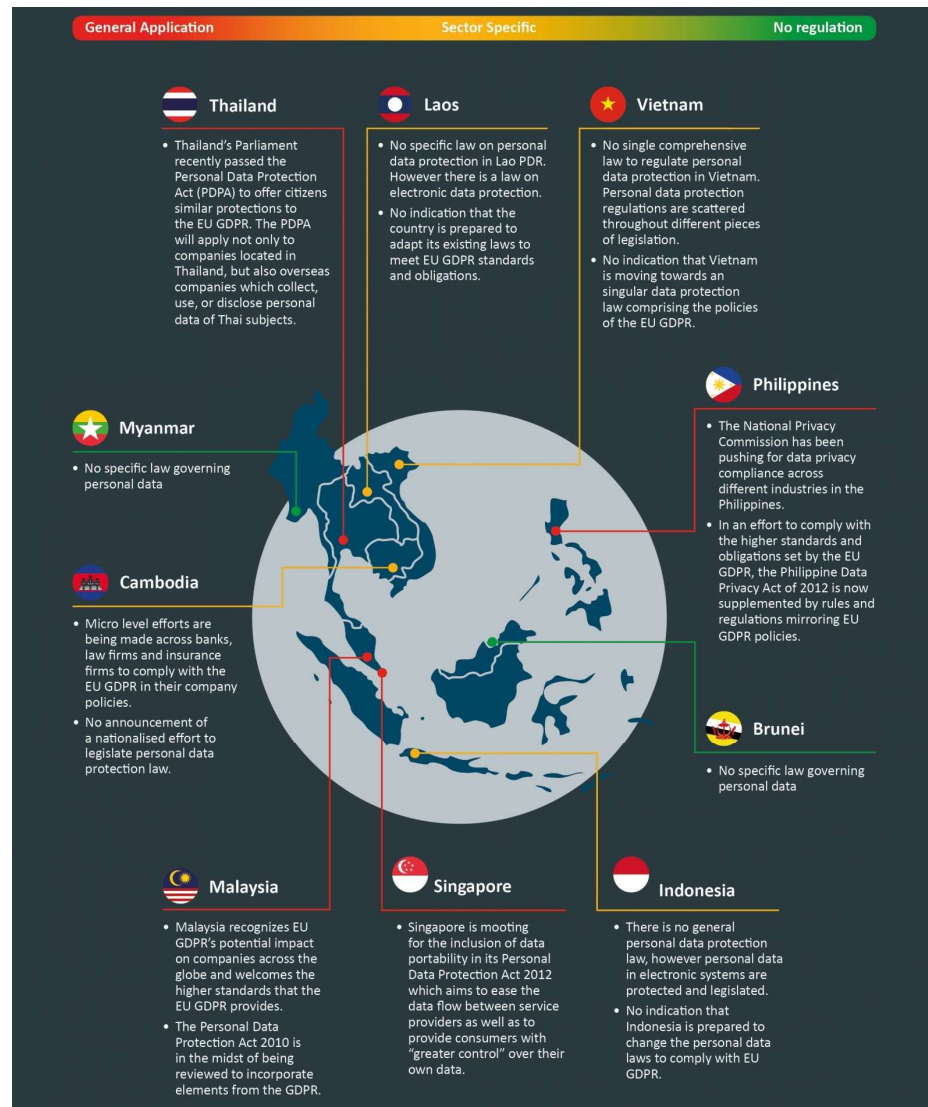 General Application
Sector Specific
No regulation
Thailand
• Thailand's Parliament
recently passed the
Personal Data Protection
Act (PDPA) to offer citizens
similar protections to
the EU GDPR. The PDPA
will apply not only to
companies located in
Thailand, but also overseas
companies which collect,
use, or disclose personal
data of Thai subjects.
Laos
• No specific law on personal
data protection in Lao PDR.
However there is a law on
electronic data protection.
• No indication that the
country is prepared to
adapt its existing laws to
meet EU GDPR standards
and obligations.
Vietnam
• No single comprehensive
law to regulate personal
data protection in Vietnam.
Personal data protection
regulations are scattered
throughout different pieces
of legislation.
• No indication that Vietnam
is moving towards an
singular data protection
law comprising the policies
of the EU GDPR.
Philippines
• The National Privacy
Commission has been
pushing for data privacy
compliance across
different industries in the
Philippines.
• In an effort to comply with
the higher standards and
obligations set by the EU
GDPR, the Philippine Data
Privacy Act of 2012 is now
supplemented by rules and
regulations mirroring EU
GDPR policies.
Myanmar
• No specific law governing
personal data
Cambodia
• Micro level efforts are
being made across banks,
law firms and insurance
firms to comply with the
EU GDPR in their company
policies.
• No announcement of
a nationalised effort to
legislate personal data
protection law.
Brunei
• No specific law governing
personal data
Malaysia
• Malaysia recognizes EU
GDPR's potential impact
on companies across the
globe and welcomes the
higher standards that the
EU GDPR provides.
• The Personal Data
Protection Act 2010 is
in the midst of being
reviewed to incorporate
elements from the GDPR.
Singapore
• Singapore is mooting
for the inclusion of data
portability in its Personal
Data Protection Act 2012
which aims to ease the
data flow between service
providers as well as to
provide consumers with
"greater control" over their
own data.
Indonesia
• There is no general
personal data protection
law, however personal data
in electronic systems are
protected and legislated.
• No indication that
Indonesia is prepared to
change the personal data
laws to comply with EU
GDPR.